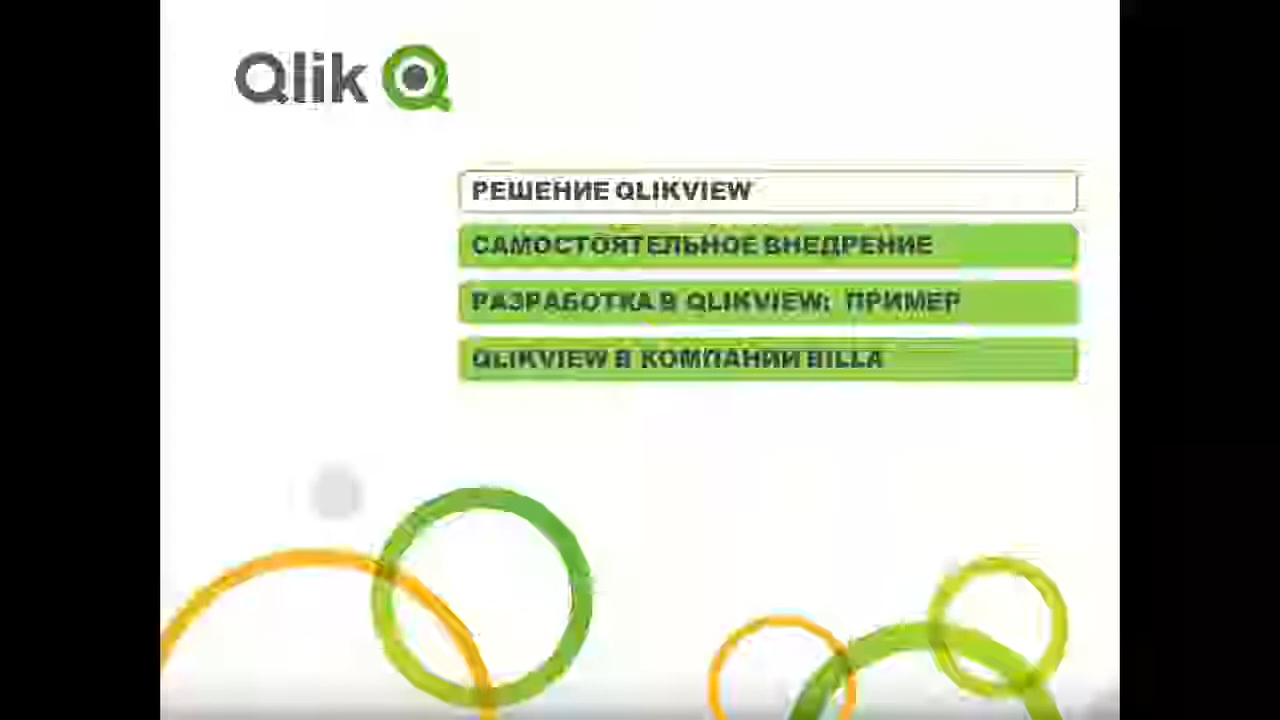 Qlik
РЕШЕНИЕ QLIKVIEW
САМОСТОЯТЕЛЬНОЕ ВНЕДРЕНИЕ
РАЗРАБОТКА В QLIKVIEW: ПРИМЕР
QLIKVIEW В КОМПАНИИ BILLA